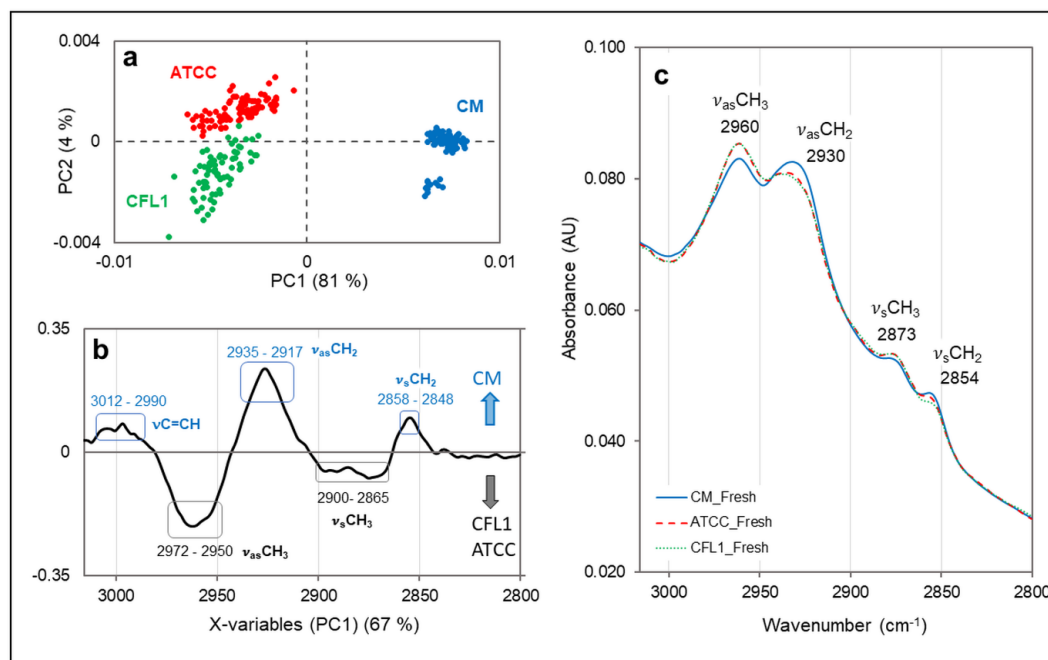 a
0.004
0
-0.004
PC2 (4 %)
ATCC
CM
CFL1
-0.01
0
0.01
PC1 (81 %)
b
0.35
0
-0.35
3012 - 2990
νC=CH
2935 - 2917
νasCH2
νsCH2
2858 - 2848
CM
2972 - 2950
νasCH3
2900- 2865
νsCH3
CFL1
ATCC
3000
2950
2900
2850
2800
X-variables (PC1) (67 %)
c
0.100
0.080
0.060
0.040
0.020
Absorbance (AU)
νasCH3
2960
νasCH2
2930
νsCH3
2873
νsCH2
2854
CM_Fresh
ATCC_Fresh
CFL1_Fresh
3000
2950
2900
2850
2800
Wavenumber (cm-1)